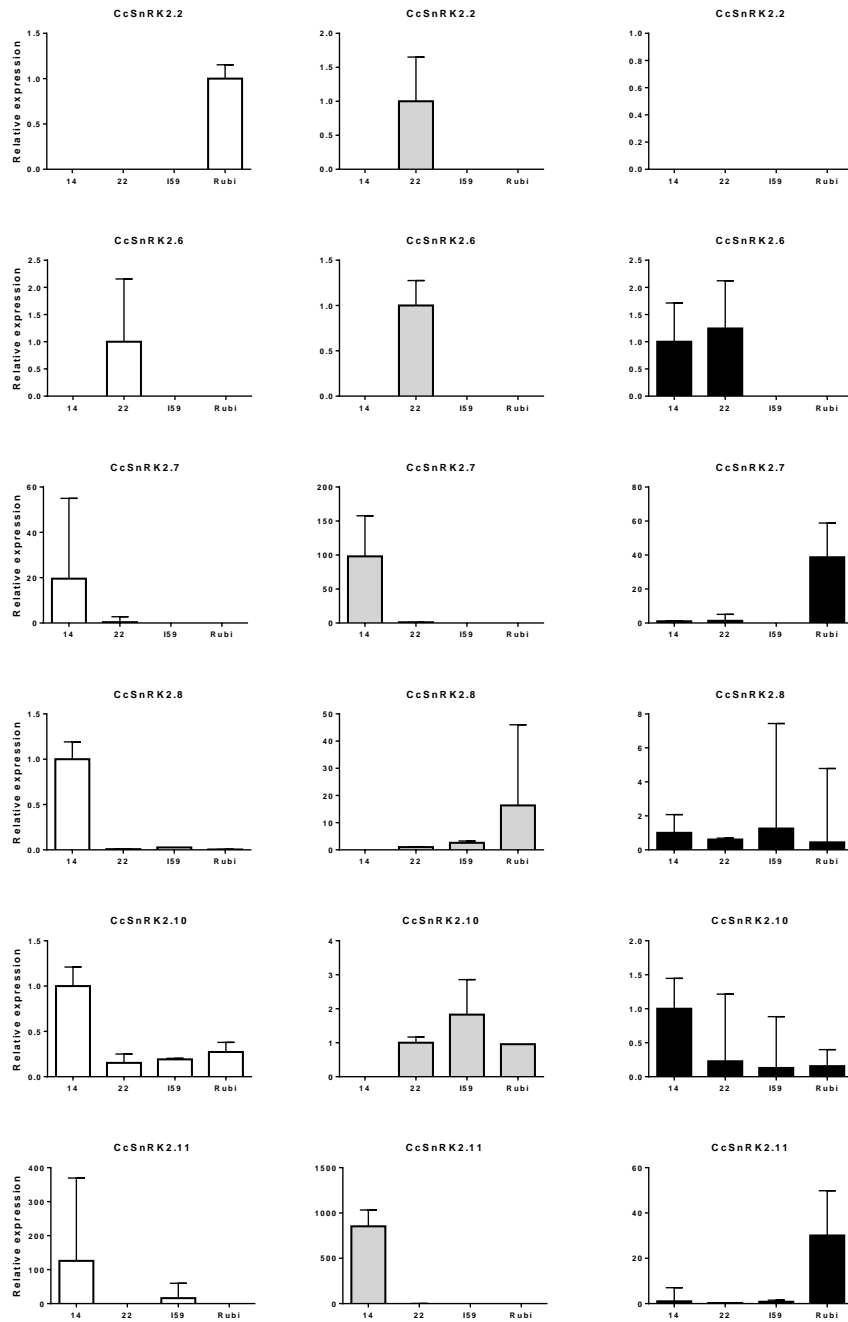 CcSnRK2.2
Relative expression
1.5
1.0
0.5
0.0
14 22 I59 Rubi
CcSnRK2.2
2.0
1.5
1.0
0.5
0.0
14 22 I59 Rubi
CcSnRK2.2
1.0
0.8
0.6
0.4
0.2
0.0
14 22 I59 Rubi
CcSnRK2.6
Relative expression
2.5
2.0
1.5
1.0
0.5
0.0
14 22 I59 Rubi
CcSnRK2.6
1.5
1.0
0.5
0.0
14 22 I59 Rubi
CcSnRK2.6
2.5
2.0
1.5
1.0
0.5
0.0
14 22 I59 Rubi
CcSnRK2.7
Relative expression
60
40
20
0
14 22 I59 Rubi
CcSnRK2.7
200
150
100
50
0
14 22 I59 Rubi
CcSnRK2.7
80
60
40
20
0
14 22 I59 Rubi
CcSnRK2.8
Relative expression
1.5
1.0
0.5
0.0
14 22 I59 Rubi
CcSnRK2.8
50
40
30
20
10
0
14 22 I59 Rubi
CcSnRK2.8
8
6
4
2
0
14 22 I59 Rubi
CcSnRK2.10
Relative expression
1.5
1.0
0.5
0.0
14 22 I59 Rubi
CcSnRK2.10
4
3
2
1
0
14 22 I59 Rubi
CcSnRK2.10
2.0
1.5
1.0
0.5
0.0
14 22 I59 Rubi
CcSnRK2.11
Relative expression
400
300
200
100
0
14 22 I59 Rubi
CcSnRK2.11
1500
1000
500
0
14 22 I59 Rubi
CcSnRK2.11
60
40
20
0
14 22 I59 Rubi